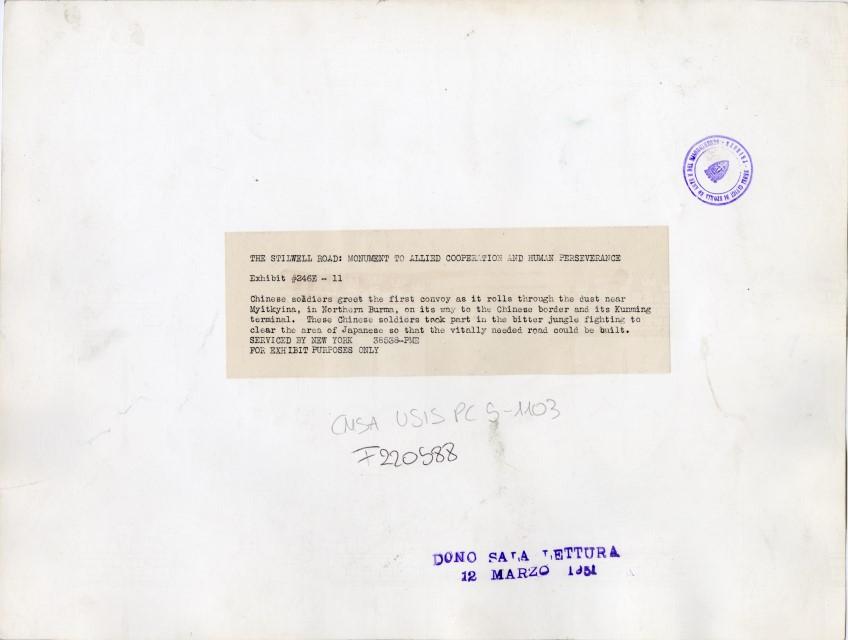 THE STILWELL ROAD: MONUMENT TO ALLIED COOPERATION AND HUMAN PERSEVERANCE
Exhibit #246E - 11
Chinese soldiers greet the first convoy as it rolls through the dust near
Myitkyina, in Northern Burma, on its way to the Chinese border and its Kunming
terminal. These Chinese soldiers took part in the bitter jungle fighting to
clear the area of Japanese so that the vitally needed road could be built.
SERVICED BY NEW YORK 38538-PME
FOR EXHIBIT PURPOSES ONLY
CMSA USIS PC S-1103
F220588
DONO SALA LETTURA
12 MARZO 1951